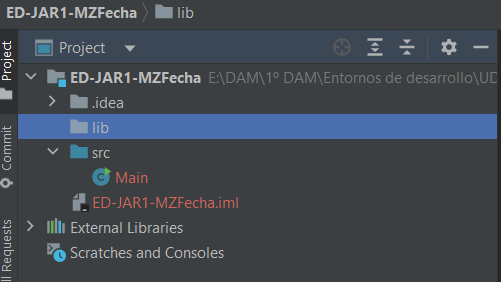 ED-JAR1-MZFecha lib
Project
ED-JAR1-MZFecha E:\DAM\1º DAM\Entornos de desarrollo\UD
.idea
lib
src
Main
ED-JAR1-MZFecha.iml
External Libraries
Scratches and Consoles
Project
Commit
ll Requests